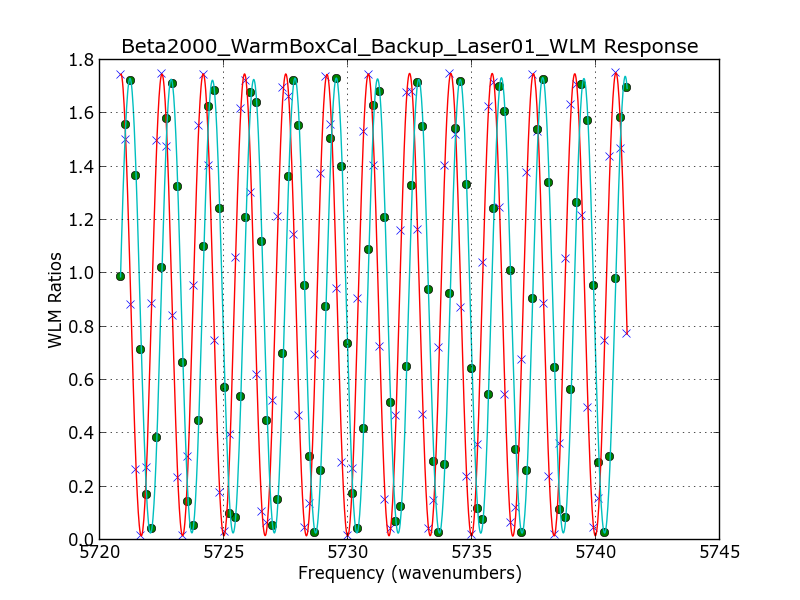 Beta2000_WarmBoxCal_Backup_Laser01_WLM Response
1.8
1.6
1.4
1.2
1.0
0.8
0.6
0.4
0.2
0.0
WLM Ratios
5720 5725 5730 5735 5740 5745
Frequency (wavenumbers)